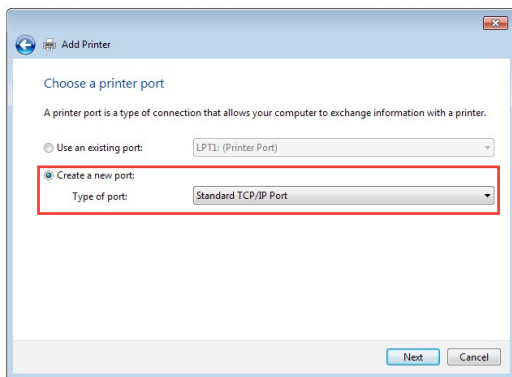 Add Printer
Choose a printer port
A printer port is a type of connection that allows your computer to exchange information with a printer.
Use an existing port: LPT1: (Printer Port)
Create a new port:
Type of port: Standard TCP/IP Port
Next Cancel